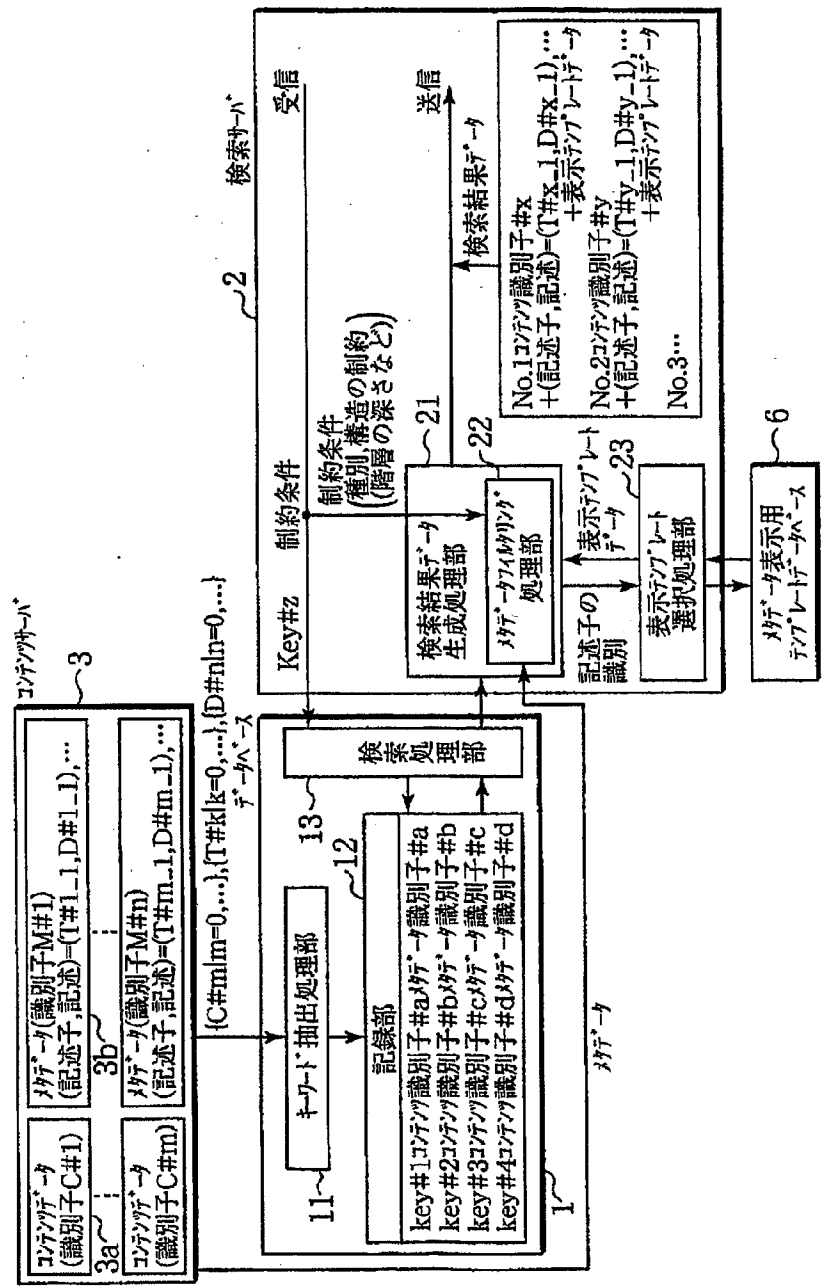 コンテンツサーバ
3
コンテンツデータ
(識別子C#1)
3a
コンテンツデータ
(識別子C#m)
メタデータ(識別子M#1)
(記述子,記述)=(T#1_1,D#1_1),…
3b
メタデータ(識別子M#n)
(記述子,記述)=(T#m_1,D#m_1),…
{C#m|m=0,…},{T#k|k=0,…},{D#n|n=0,…}
データベース
キーワード抽出処理部
11
12
記録部
key#1コンテンツ識別子#aメタデータ識別子#a
key#2コンテンツ識別子#bメタデータ識別子#b
key#3コンテンツ識別子#cメタデータ識別子#c
key#4コンテンツ識別子#dメタデータ識別子#d
13
検索処理部
1
メタデータ
検索サーバ
2
Key#z
制約条件
受信
制約条件
(種別,構造の制約
(階層の深さなど))
21
検索結果データ
生成処理部
22
メタデータフィルタリング
処理部
送信
検索結果データ
記述子の
識別
表示テンプレート
データ
23
表示テンプレート
選択処理部
No.1コンテンツ識別子#x
+(記述子,記述)=(T#x_1,D#x_1),…
+表示テンプレートデータ
No.2コンテンツ識別子#y
+(記述子,記述)=(T#y_1,D#y_1),…
+表示テンプレートデータ
No.3…
6
メタデータ表示用
テンプレートデータベース